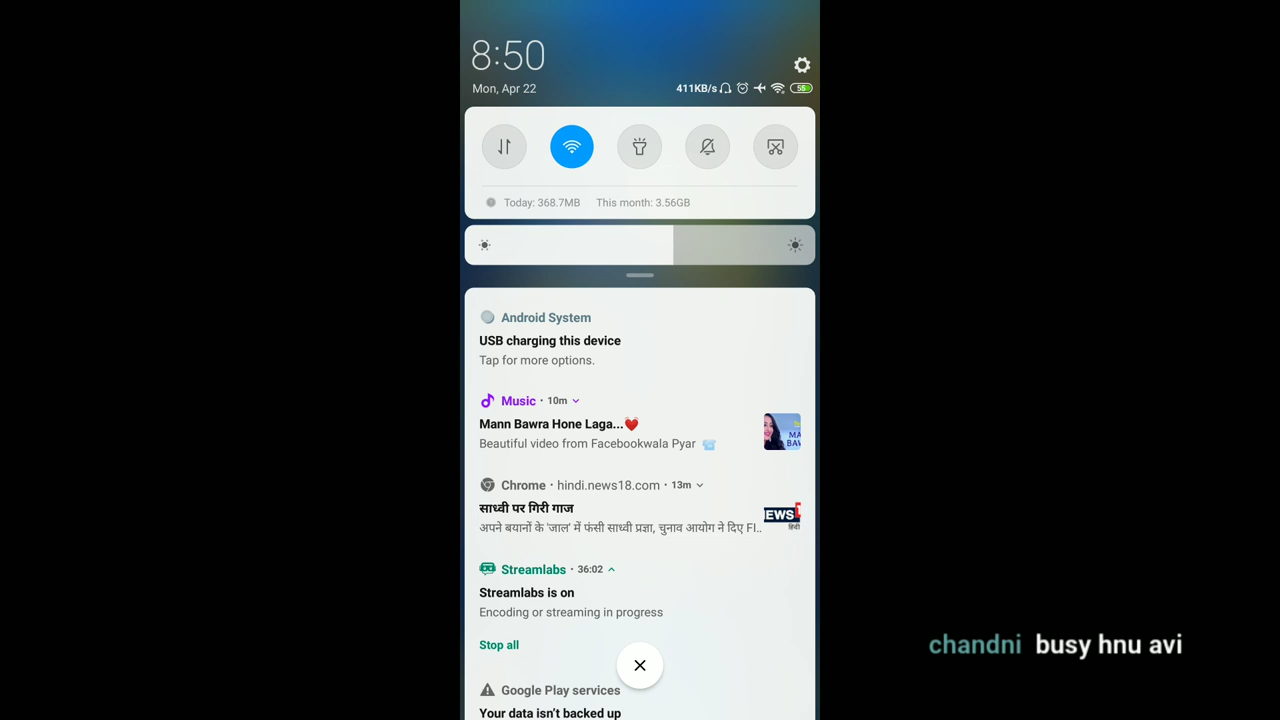 8:50
Mon, Apr 22
411KB/s 55
Today: 368.7MB This month: 3.56GB
Android System
USB charging this device
Tap for more options.
Music · 10m
Mann Bawra Hone Laga...❤️
Beautiful video from Facebookwala Pyar
MA
BAW
Chrome · hindi.news18.com · 13m
साध्वी पर गिरी गाज
अपने बयानों के 'जाल' में फंसी साध्वी प्रज्ञा, चुनाव आयोग ने दिए FI..
EWS
हिंदी
Streamlabs · 36:02
Streamlabs is on
Encoding or streaming in progress
Stop all
chandni busy hnu avi
Google Play services
Your data isn't backed up